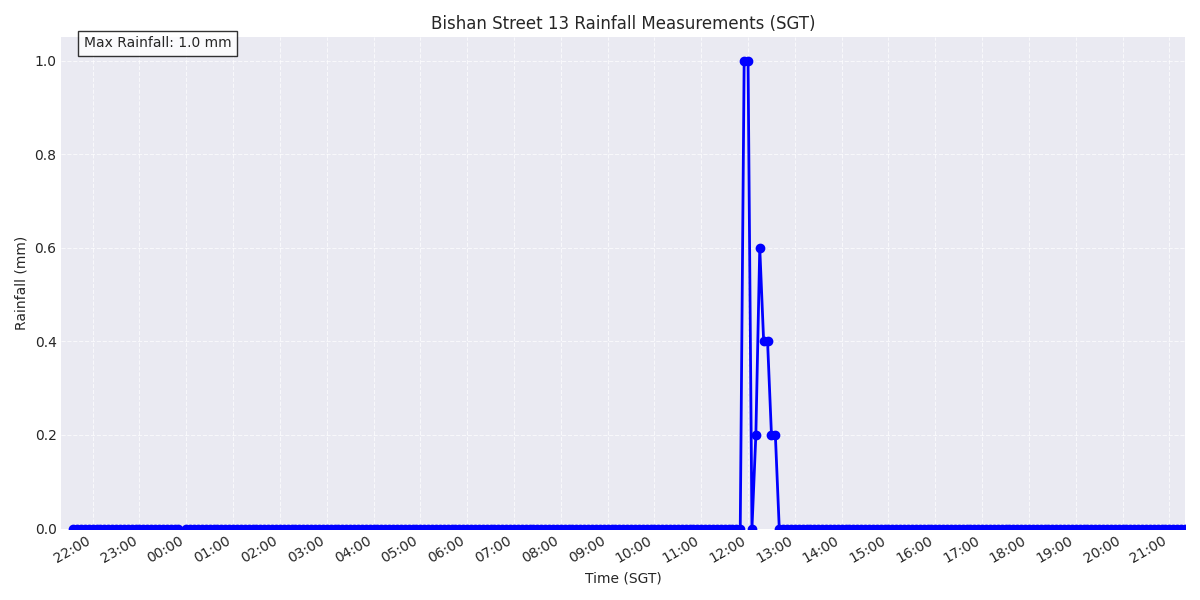 Bishan Street 13 Rainfall Measurements (SGT)
Max Rainfall: 1.0 mm
1.0
0.8
0.6
0.4
0.2
0.0
Rainfall (mm)
22:00 23:00 00:00 01:00 02:00 03:00 04:00 05:00 06:00 07:00 08:00 09:00 10:00 11:00 12:00 13:00 14:00 15:00 16:00 17:00 18:00 19:00 20:00 21:00
Time (SGT)